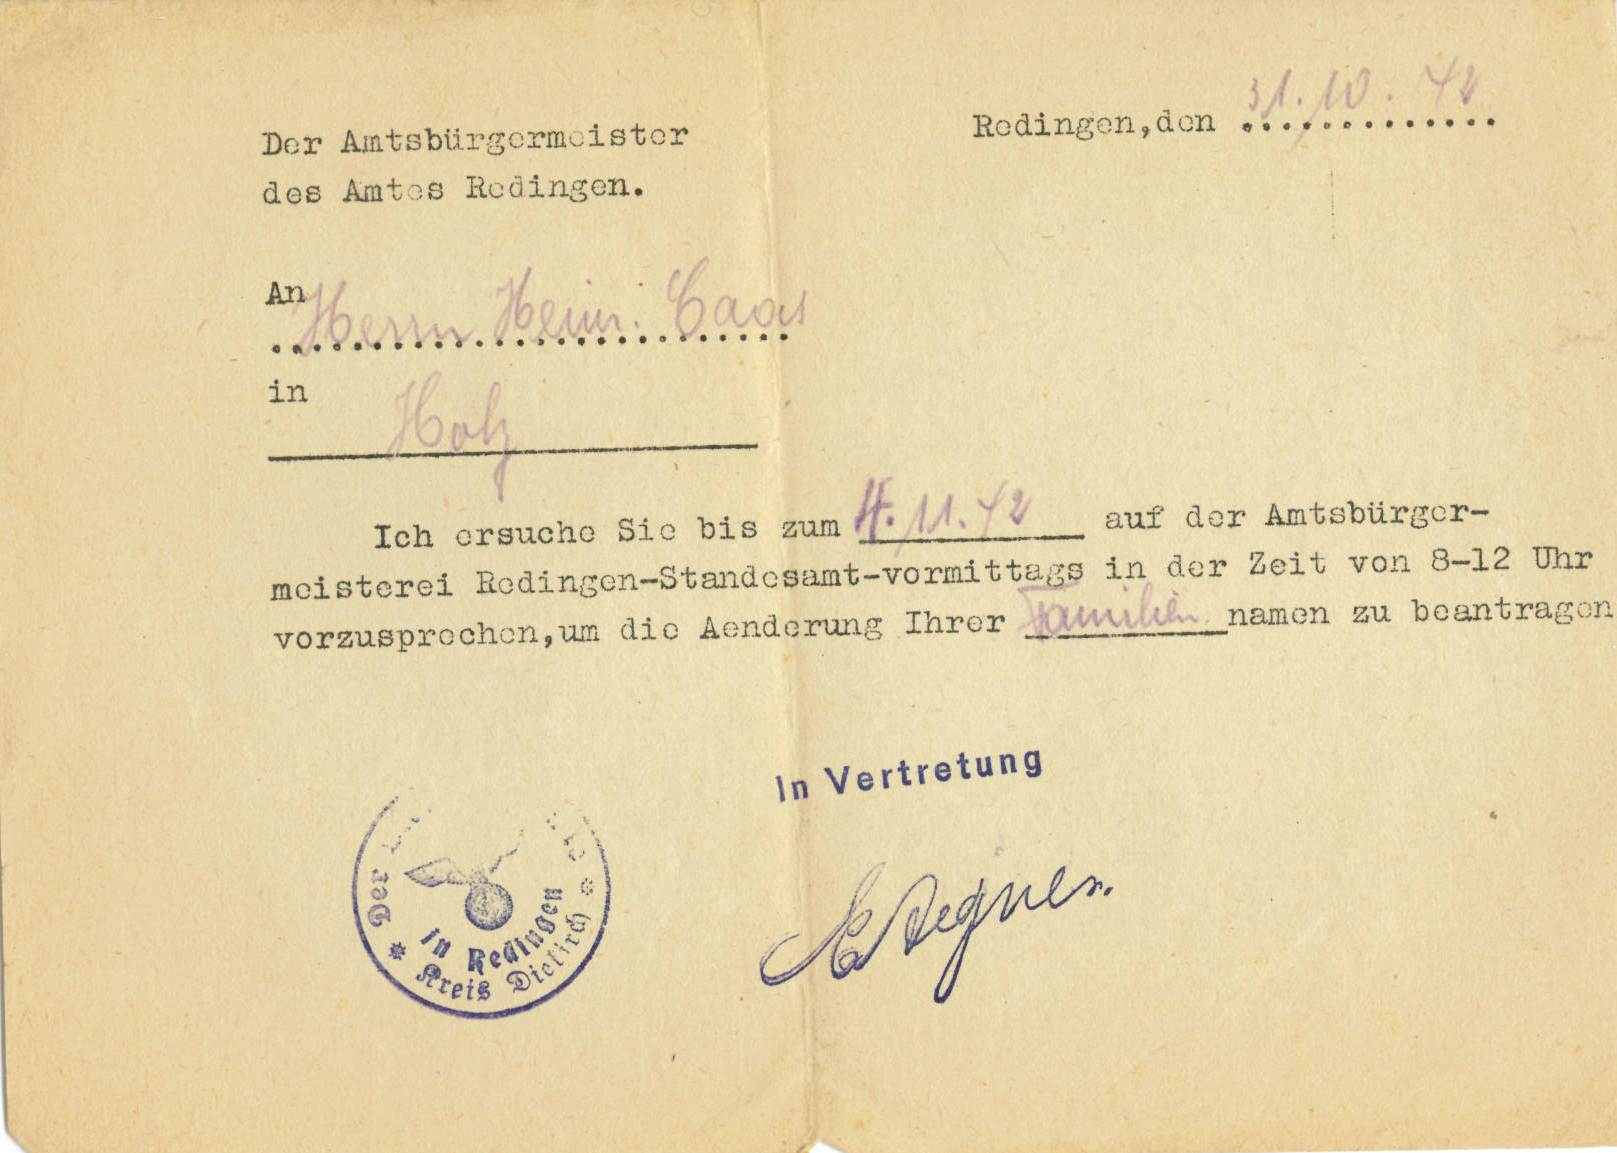 Redingen,den 31.10.42
Der Amtsbürgermeister
des Amtes Redingen.
An
Herrn Hein. Caas
in
Holz
Ich ersuche Sie bis zum 4.11.42 auf der Amtsbürger-
meisterei Redingen-Standesamt-vormittags in der Zeit von 8-12 Uhr
vorzusprechen,um die Aenderung Ihrer Familien namen zu beantragen
In Vertretung
Der
in Redingen
* Kreis Diekirch *